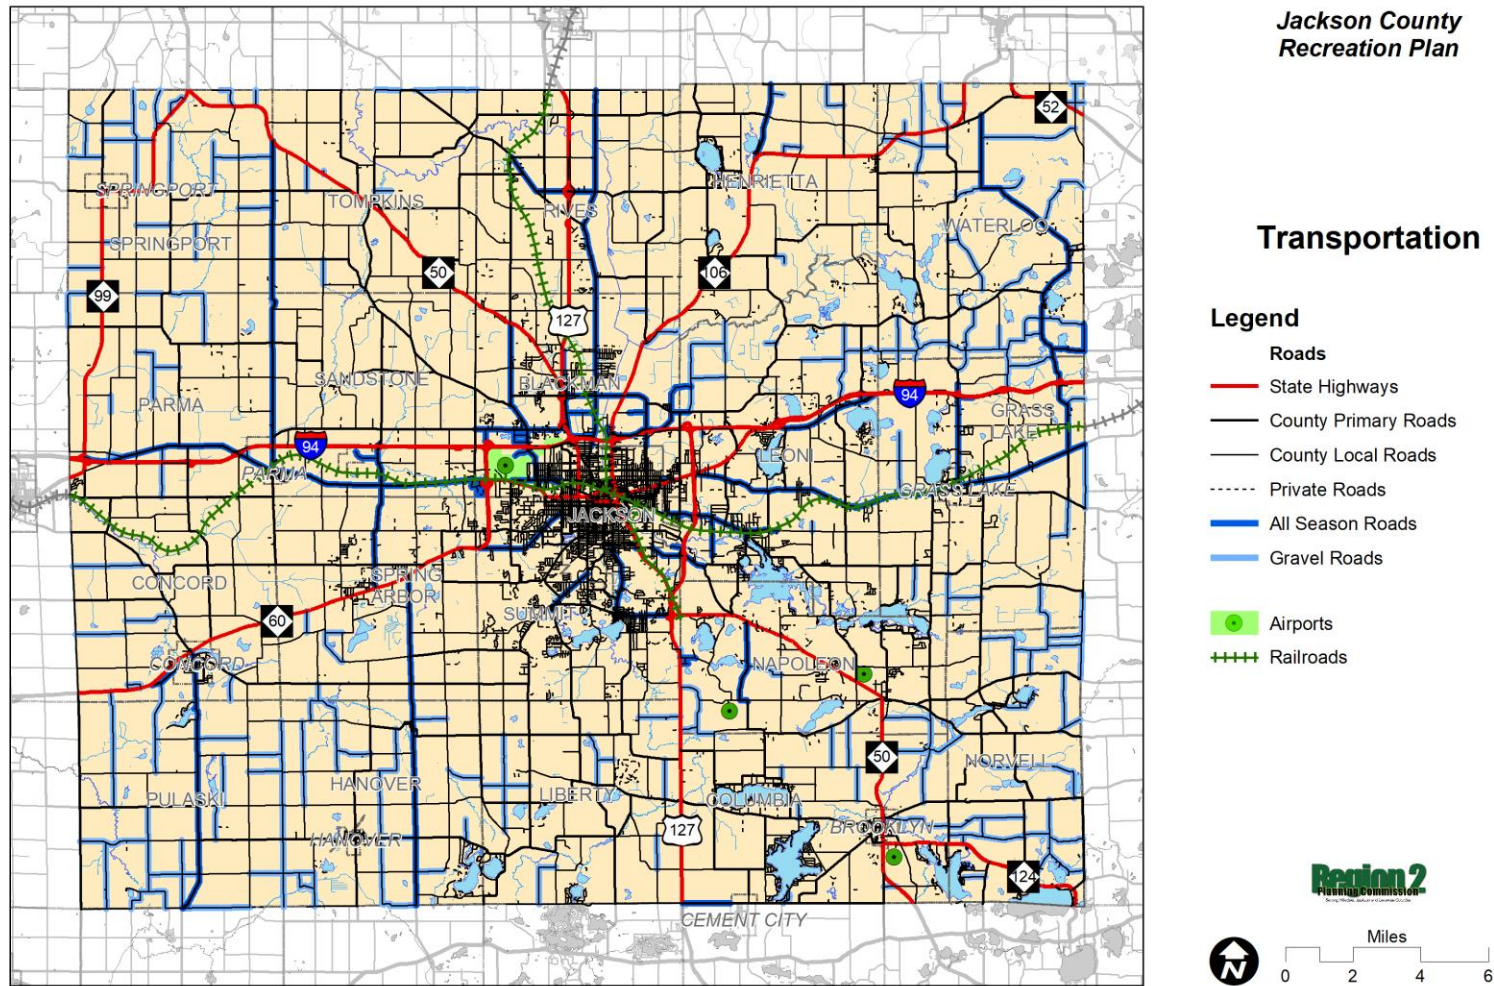 Jackson County
Recreation Plan
Transportation
Legend
Roads
State Highways
County Primary Roads
County Local Roads
Private Roads
All Season Roads
Gravel Roads
Airports
Railroads
52
SPRINGPORT
TOMPKINS
RIVES
HENRIETTA
WATERLOO
SPRINGPORT
99
50
106
127
SANDSTONE
BLACKMAN
94
PARMA
GRASS
LAKE
94
PARMA
LEONI
GRASS LAKE
JACKSON
CONCORD
SPRING
ARBOR
60
SUMMIT
CONCORD
NAPOLEON
50
NORVELL
HANOVER
PULASKI
LIBERTY
COLUMBIA
HANOVER
127
BROOKLYN
124
CEMENT CITY
Region 2
Planning Commission
N
Miles
0 2 4 6